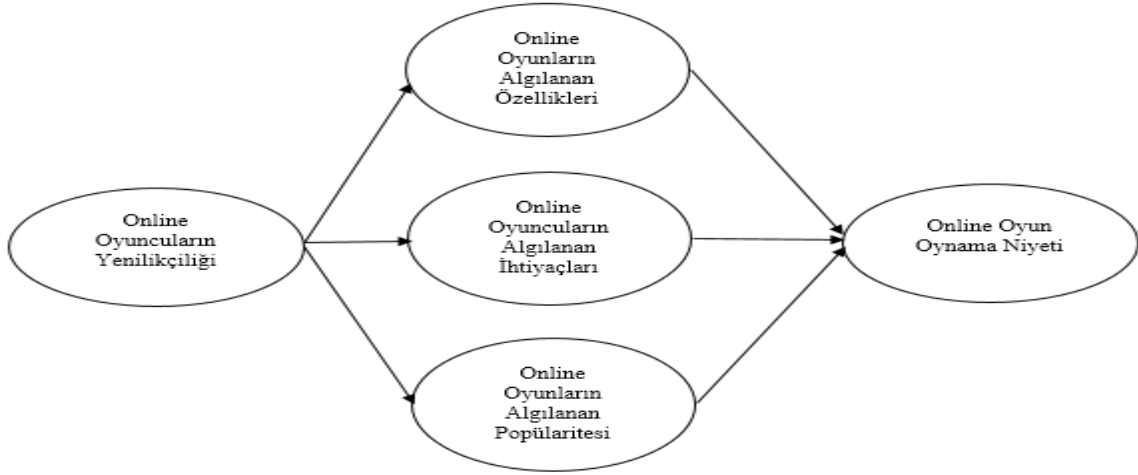 Online
Oyunların
Algılanan
Özellikleri
Online
Oyuncuların
Yenilikçiliği
Online
Oyuncuların
Algılanan
İhtiyaçları
Online Oyun
Oynama Niyeti
Online
Oyunların
Algılanan
Popülaritesi